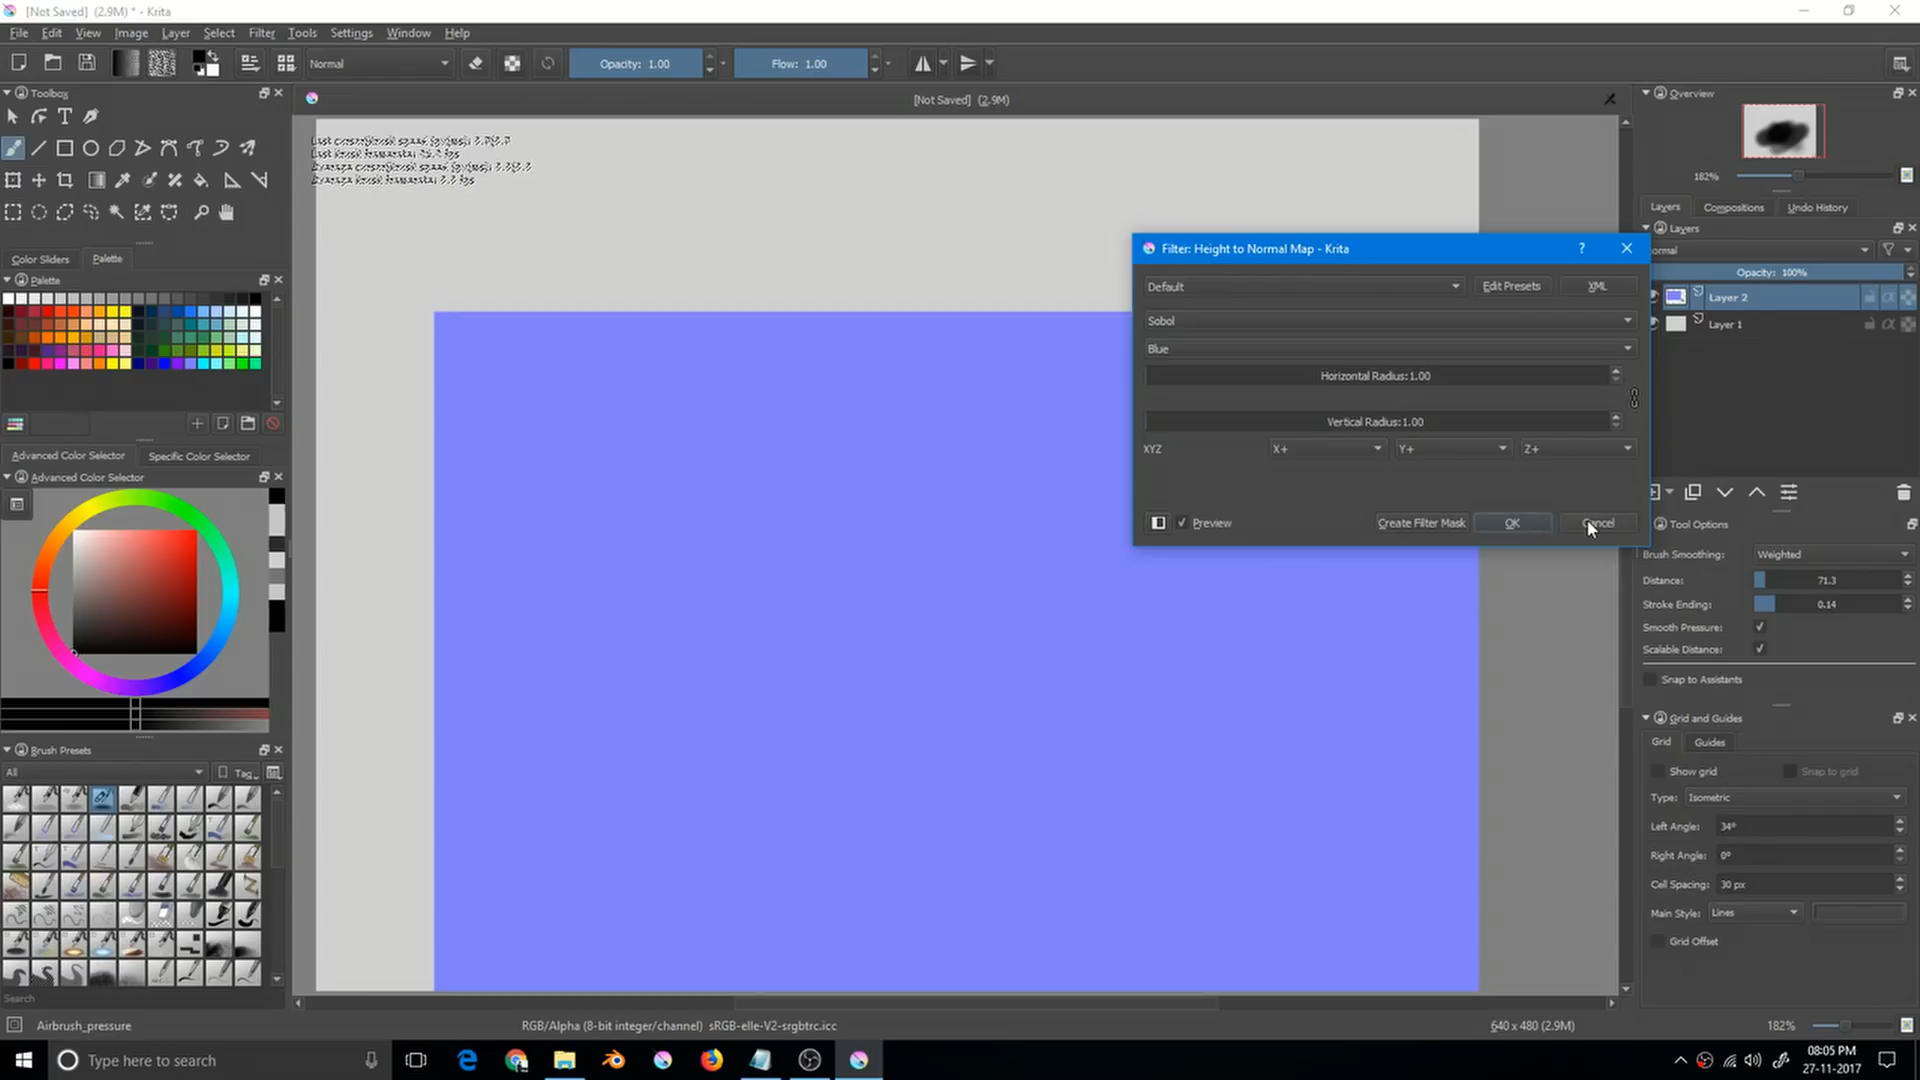 [Not Saved] (2.9M) * - Krita
File Edit View Image Layer Select Filter Tools Settings Window Help
Normal
Opacity: 1.00
Flow: 1.00
Toolbox
[Not Saved] (2.9M)
Overview
182%
Layers Compositions Undo History
Layers
ormal
Opacity: 100%
Layer 2
Layer 1
Filter: Height to Normal Map - Krita
Default
Edit Presets
XML
Sobol
Blue
Horizontal Radius:1.00
Vertical Radius:1.00
XYZ X+ Y+ Z+
Preview
Create Filter Mask
OK
Cancel
Color Sliders Palette
Palette
Advanced Color Selector Specific Color Selector
Advanced Color Selector
Tool Options
Brush Smoothing: Weighted
Distance: 71.3
Stroke Ending: 0.14
Smooth Pressure:
Scalable Distance:
Snap to Assistants
Grid and Guides
Grid Guides
Show grid Snap to grid
Type: Isometric
Left Angle: 34°
Right Angle: 0°
Cell Spacing: 30 px
Main Style: Lines
Grid Offset
Brush Presets
All
Tag
Search
Airbrush_pressure
RGB/Alpha (8-bit integer/channel) sRGB-elle-V2-srgbtrc.icc
640 x 480 (2.9M)
182%
Type here to search
08:05 PM
27-11-2017